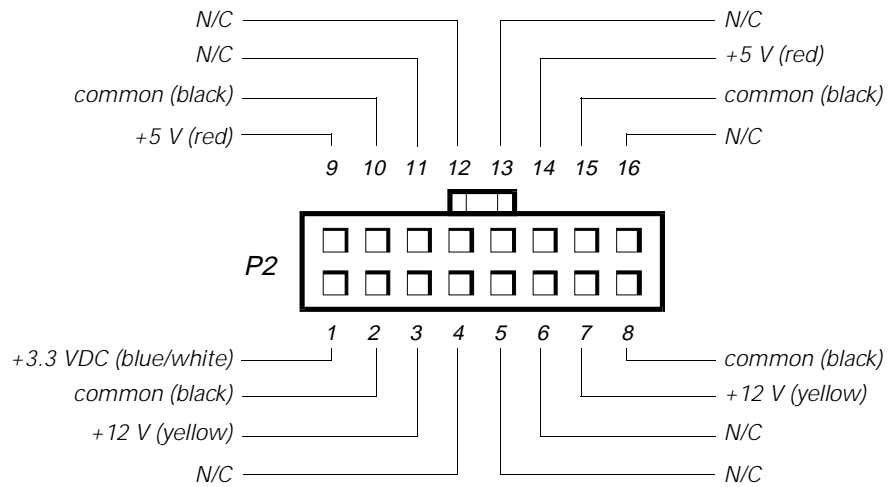 N/C N/C
N/C +5 V (red)
common (black) common (black)
+5 V (red) N/C
9 10 11 12 13 14 15 16
P2
1 2 3 4 5 6 7 8
+3.3 VDC (blue/white) common (black)
common (black) +12 V (yellow)
+12 V (yellow) N/C
N/C N/C